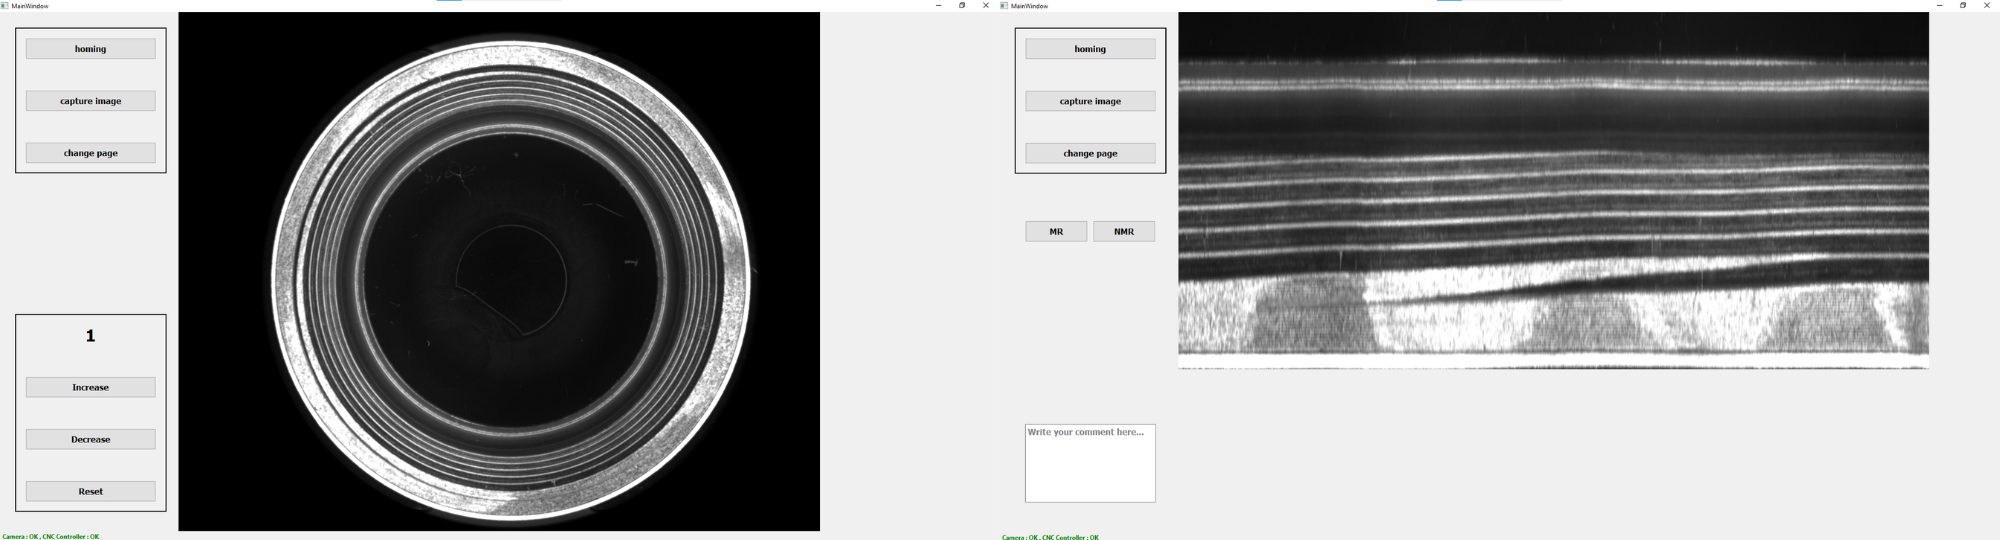 MainWindow
homing
capture image
change page
1
Increase
Decrease
Reset
Camera : OK , CNC Controller : OK
MainWindow
homing
capture image
change page
MR
NMR
Write your comment here...
Camera : OK , CNC Controller : OK